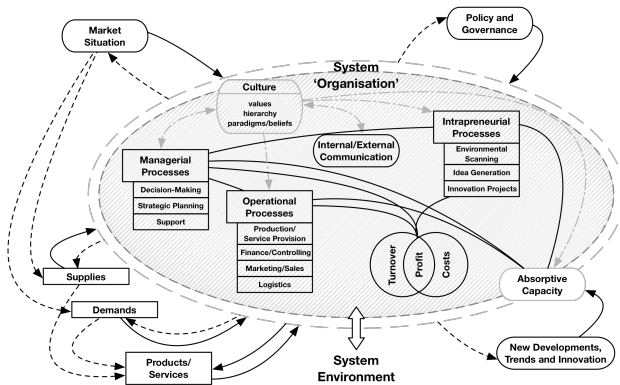 Market
Situation
Policy and
Governance
System
'Organisation'
Culture
values
hierarchy
paradigms/beliefs
Internal/External
Communication
Intrapreneurial
Processes
Environmental
Scanning
Idea Generation
Innovation Projects
Managerial
Processes
Decision-Making
Strategic Planning
Support
Operational
Processes
Production/
Service Provision
Finance/Controlling
Marketing/Sales
Logistics
Turnover
Profit
Costs
Absorptive
Capacity
Supplies
Demands
Products/
Services
System
Environment
New Developments,
Trends and Innovation